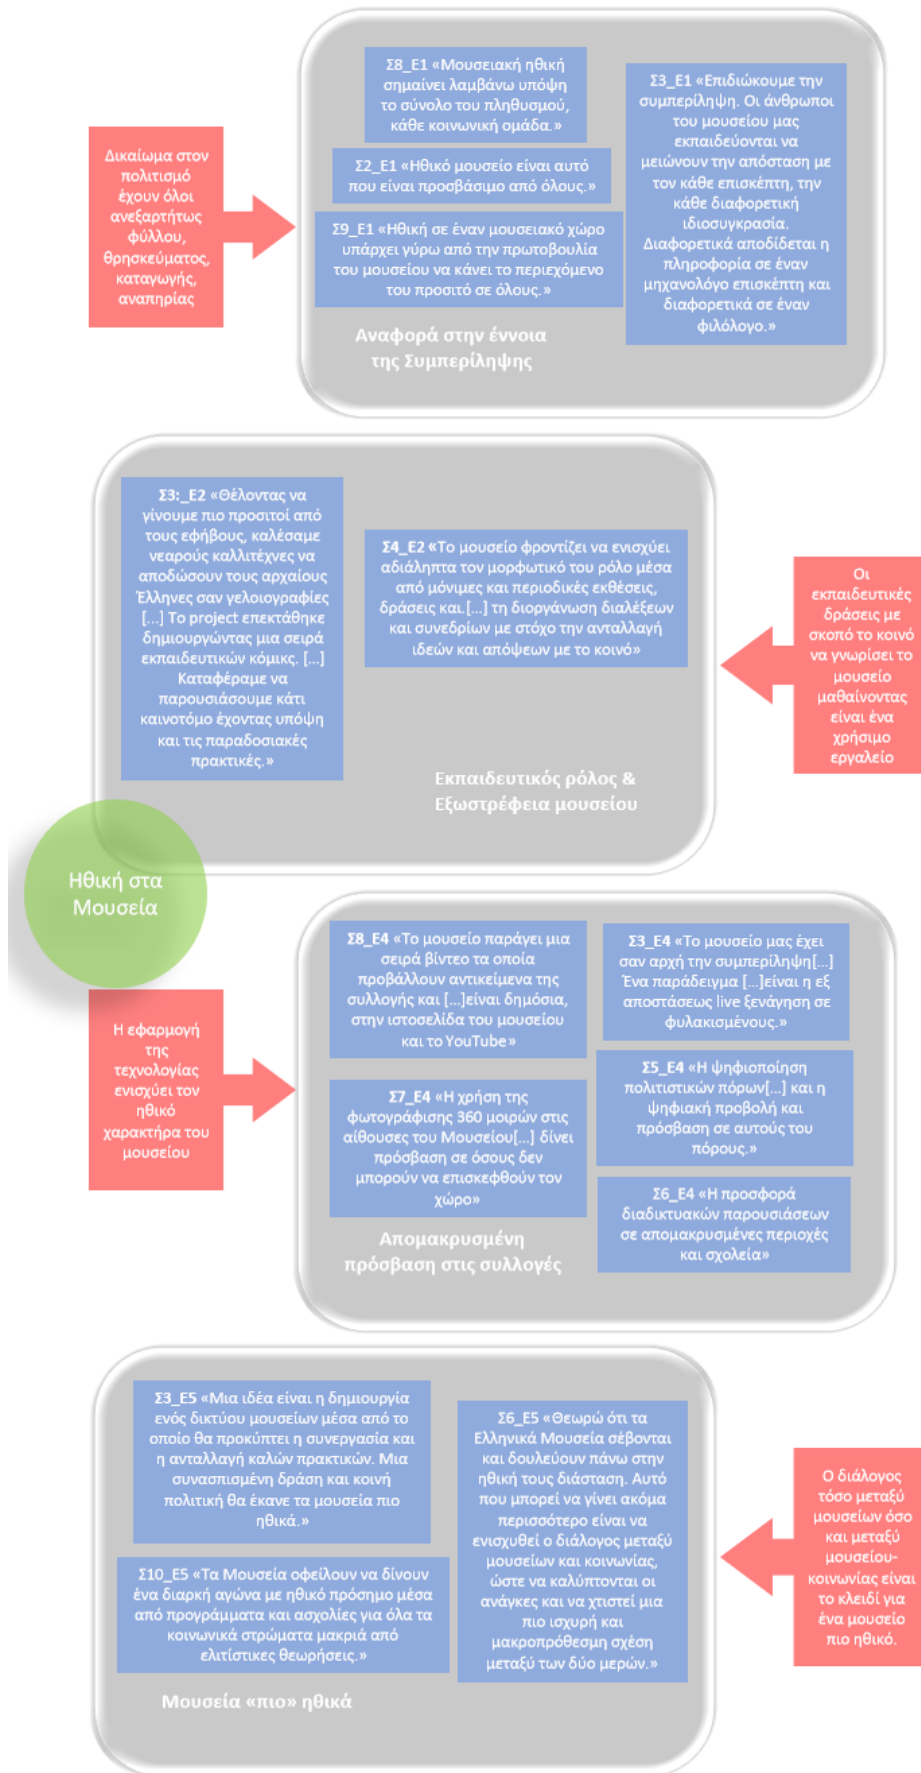 Σ8_Ε1 «Μουσειακή ηθική
σημαίνει λαμβάνω υπόψη
το σύνολο του πληθυσμού,
κάθε κοινωνική ομάδα.»
Σ3_Ε1 «Επιδιώκουμε την
συμπερίληψη. Οι άνθρωποι
του μουσείου μας
εκπαιδεύονται να
μειώνουν την απόσταση με
τον κάθε επισκέπτη, την
κάθε διαφορετική
ιδιοσυγκρασία.
Διαφορετικά αποδίδεται η
πληροφορία σε έναν
μηχανολόγο επισκέπτη και
διαφορετικά σε έναν
φιλόλογο.»
Δικαίωμα στον
πολιτισμό
έχουν όλοι
ανεξαρτήτως
φύλλου,
θρησκεύματος,
καταγωγής,
αναπηρίας
Σ2_Ε1 «Ηθικό μουσείο είναι αυτό
που είναι προσβάσιμο από όλους.»
Σ9_Ε1 «Ηθική σε έναν μουσειακό χώρο
υπάρχει γύρω από την πρωτοβουλία
του μουσείου να κάνει το περιεχόμενο
του προσιτό σε όλους.»
Αναφορά στην έννοια
της Συμπερίληψης
Σ3:_Ε2 «Θέλοντας να
γίνουμε πιο προσιτοί από
τους εφήβους, καλέσαμε
νεαρούς καλλιτέχνες να
αποδώσουν τους αρχαίους
Έλληνες σαν γελοιογραφίες
[...] Το project επεκτάθηκε
δημιουργώντας μια σειρά
εκπαιδευτικών κόμικς. [...]
Καταφέραμε να
παρουσιάσουμε κάτι
καινοτόμο έχοντας υπόψη
και τις παραδοσιακές
πρακτικές.»
Σ4_Ε2 «Το μουσείο φροντίζει να ενισχύει
αδιάληπτα τον μορφωτικό του ρόλο μέσα
από μόνιμες και περιοδικές εκθέσεις,
δράσεις και.[...] τη διοργάνωση διαλέξεων
και συνεδρίων με στόχο την ανταλλαγή
ιδεών και απόψεων με το κοινό»
Οι
εκπαιδευτικές
δράσεις με
σκοπό το κοινό
να γνωρίσει το
μουσείο
μαθαίνοντας
είναι ένα
χρήσιμο
εργαλείο
Εκπαιδευτικός ρόλος &
Εξωστρέφεια μουσείου
Ηθική στα
Μουσεία
Σ8_Ε4 «Το μουσείο παράγει μια
σειρά βίντεο τα οποία
προβάλλουν αντικείμενα της
συλλογής και [...]είναι δημόσια,
στην ιστοσελίδα του μουσείου
και το YouTube»
Σ3_Ε4 «Το μουσείο μας έχει
σαν αρχή την συμπερίληψη[...]
Ένα παράδειγμα [...]είναι η εξ
αποστάσεως live ξενάγηση σε
φυλακισμένους.»
Η εφαρμογή
της
τεχνολογίας
ενισχύει τον
ηθικό
χαρακτήρα του
μουσείου
Σ7_Ε4 «Η χρήση της
φωτογράφισης 360 μοιρών στις
αίθουσες του Μουσείου[...] δίνει
πρόσβαση σε όσους δεν
μπορούν να επισκεφθούν τον
χώρο»
Σ5_Ε4 «Η ψηφιοποίηση
πολιτιστικών πόρων[...] και η
ψηφιακή προβολή και
πρόσβαση σε αυτούς του
πόρους.»
Σ6_Ε4 «Η προσφορά
διαδικτυακών παρουσιάσεων
σε απομακρυσμένες περιοχές
και σχολεία»
Απομακρυσμένη
πρόσβαση στις συλλογές
Σ3_Ε5 «Μια ιδέα είναι η δημιουργία
ενός δικτύου μουσείων μέσα από το
οποίο θα προκύπτει η συνεργασία και
η ανταλλαγή καλών πρακτικών. Μια
συνασπισμένη δράση και κοινή
πολιτική θα έκανε τα μουσεία πιο
ηθικά.»
Σ6_Ε5 «Θεωρώ ότι τα
Ελληνικά Μουσεία σέβονται
και δουλεύουν πάνω στην
ηθική τους διάσταση. Αυτό
που μπορεί να γίνει ακόμα
περισσότερο είναι να
ενισχυθεί ο διάλογος μεταξύ
μουσείων και κοινωνίας,
ώστε να καλύπτονται οι
ανάγκες και να χτιστεί μια
πιο ισχυρή και
μακροπρόθεσμη σχέση
μεταξύ των δύο μερών.»
Ο διάλογος
τόσο μεταξύ
μουσείων όσο
και μεταξύ
μουσείου-
κοινωνίας είναι
το κλειδί για
ένα μουσείο
πιο ηθικό.
Σ10_Ε5 «Τα Μουσεία οφείλουν να δίνουν
ένα διαρκή αγώνα με ηθικό πρόσημο μέσα
από προγράμματα και ασχολίες για όλα τα
κοινωνικά στρώματα μακριά από
ελιτίστικες θεωρήσεις.»
Μουσεία «πιο» ηθικά